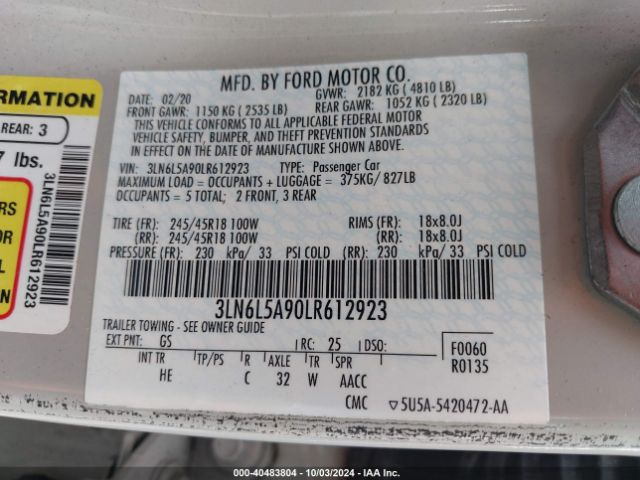 ORMATION
REAR: 3
7 lbs.
3LN6L5A90LR612923
RS
OR
L
ON
MFD. BY FORD MOTOR CO.
DATE: 02/20 GVWR: 2182 KG ( 4810 LB)
FRONT GAWR: 1150 KG ( 2535 LB) REAR GAWR: 1052 KG ( 2320 LB)
THIS VEHICLE CONFORMS TO ALL APPLICABLE FEDERAL MOTOR
VEHICLE SAFETY, BUMPER, AND THEFT PREVENTION STANDARDS
IN EFFECT ON THE DATE OF MANUFACTURE SHOWN ABOVE.
VIN: 3LN6L5A90LR612923 TYPE: Passenger Car
MAXIMUM LOAD = OCCUPANTS + LUGGAGE = 375KG/ 827LB
OCCUPANTS = 5 TOTAL; 2 FRONT, 3 REAR
TIRE (FR): 245/45R18 100W RIMS (FR): 18x8.0J
(RR): 245/45R18 100W (RR): 18x8.0J
PRESSURE (FR): 230 kPa/ 33 PSI COLD (RR): 230 kPa/ 33 PSI COLD
3LN6L5A90LR612923
TRAILER TOWING - SEE OWNER GUIDE
EXT PNT: GS RC: 25 DSO: F0060
INT TR TP/PS R AXLE TR SPR R0135
HE C 32 W AACC
CMC ▽5U5A-5420472-AA
000-40483804 - 10/03/2024 - IAA Inc.